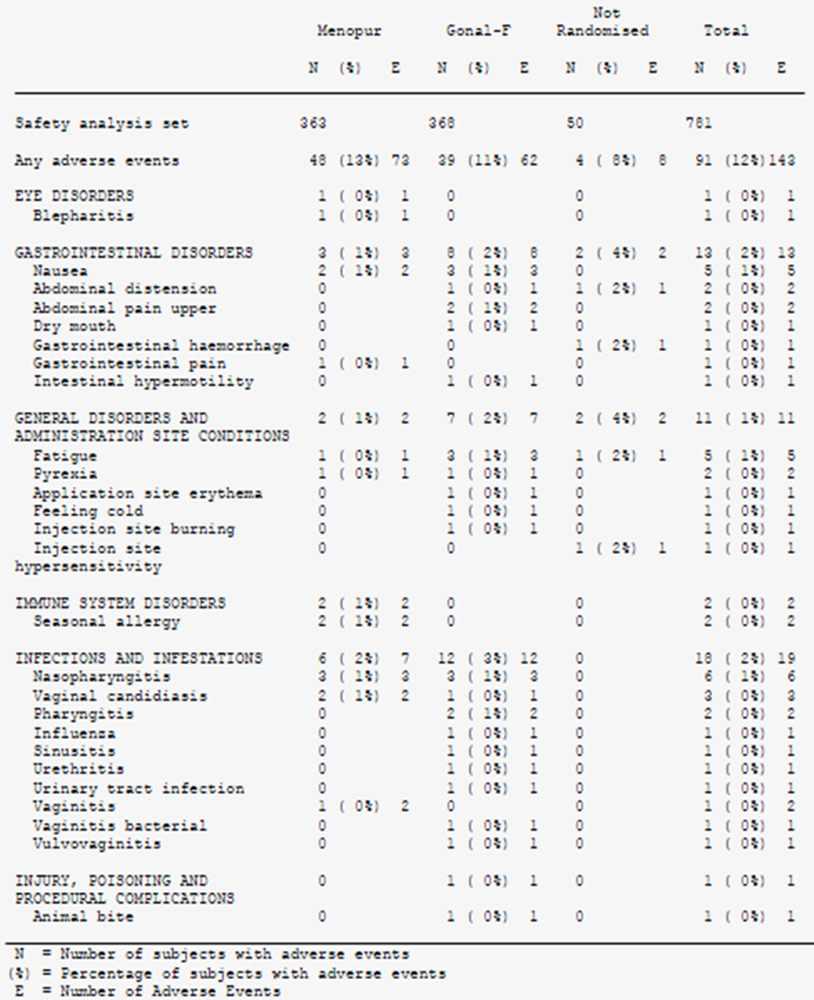 Not
Menopur Gonal-F Randomised Total
N (%) E N (%) E N (%) E N (%) E
Safety analysis set 363 368 50 781
Any adverse events 48 (13%) 73 39 (11%) 62 4 ( 8%) 8 91 (12%)143
EYE DISORDERS 1 ( 0%) 1 0 0 1 ( 0%) 1
Blepharitis 1 ( 0%) 1 0 0 1 ( 0%) 1
GASTROINTESTINAL DISORDERS 3 ( 1%) 3 8 ( 2%) 8 2 ( 4%) 2 13 ( 2%) 13
Nausea 2 ( 1%) 2 3 ( 1%) 3 0 5 ( 1%) 5
Abdominal distension 0 1 ( 0%) 1 1 ( 2%) 1 2 ( 0%) 2
Abdominal pain upper 0 2 ( 1%) 2 0 2 ( 0%) 2
Dry mouth 0 1 ( 0%) 1 0 1 ( 0%) 1
Gastrointestinal haemorrhage 0 0 1 ( 2%) 1 1 ( 0%) 1
Gastrointestinal pain 1 ( 0%) 1 0 0 1 ( 0%) 1
Intestinal hypermotility 0 1 ( 0%) 1 0 1 ( 0%) 1
GENERAL DISORDERS AND 2 ( 1%) 2 7 ( 2%) 7 2 ( 4%) 2 11 ( 1%) 11
ADMINISTRATION SITE CONDITIONS
Fatigue 1 ( 0%) 1 3 ( 1%) 3 1 ( 2%) 1 5 ( 1%) 5
Pyrexia 1 ( 0%) 1 1 ( 0%) 1 0 2 ( 0%) 2
Application site erythema 0 1 ( 0%) 1 0 1 ( 0%) 1
Feeling cold 0 1 ( 0%) 1 0 1 ( 0%) 1
Injection site burning 0 1 ( 0%) 1 0 1 ( 0%) 1
Injection site 0 0 1 ( 2%) 1 1 ( 0%) 1
hypersensitivity
IMMUNE SYSTEM DISORDERS 2 ( 1%) 2 0 0 2 ( 0%) 2
Seasonal allergy 2 ( 1%) 2 0 0 2 ( 0%) 2
INFECTIONS AND INFESTATIONS 6 ( 2%) 7 12 ( 3%) 12 0 18 ( 2%) 19
Nasopharyngitis 3 ( 1%) 3 3 ( 1%) 3 0 6 ( 1%) 6
Vaginal candidiasis 2 ( 1%) 2 1 ( 0%) 1 0 3 ( 0%) 3
Pharyngitis 0 2 ( 1%) 2 0 2 ( 0%) 2
Influenza 0 1 ( 0%) 1 0 1 ( 0%) 1
Sinusitis 0 1 ( 0%) 1 0 1 ( 0%) 1
Urethritis 0 1 ( 0%) 1 0 1 ( 0%) 1
Urinary tract infection 0 1 ( 0%) 1 0 1 ( 0%) 1
Vaginitis 1 ( 0%) 2 0 0 1 ( 0%) 2
Vaginitis bacterial 0 1 ( 0%) 1 0 1 ( 0%) 1
Vulvovaginitis 0 1 ( 0%) 1 0 1 ( 0%) 1
INJURY, POISONING AND 0 1 ( 0%) 1 0 1 ( 0%) 1
PROCEDURAL COMPLICATIONS
Animal bite 0 1 ( 0%) 1 0 1 ( 0%) 1
N = Number of subjects with adverse events
(%) = Percentage of subjects with adverse events
E = Number of Adverse Events